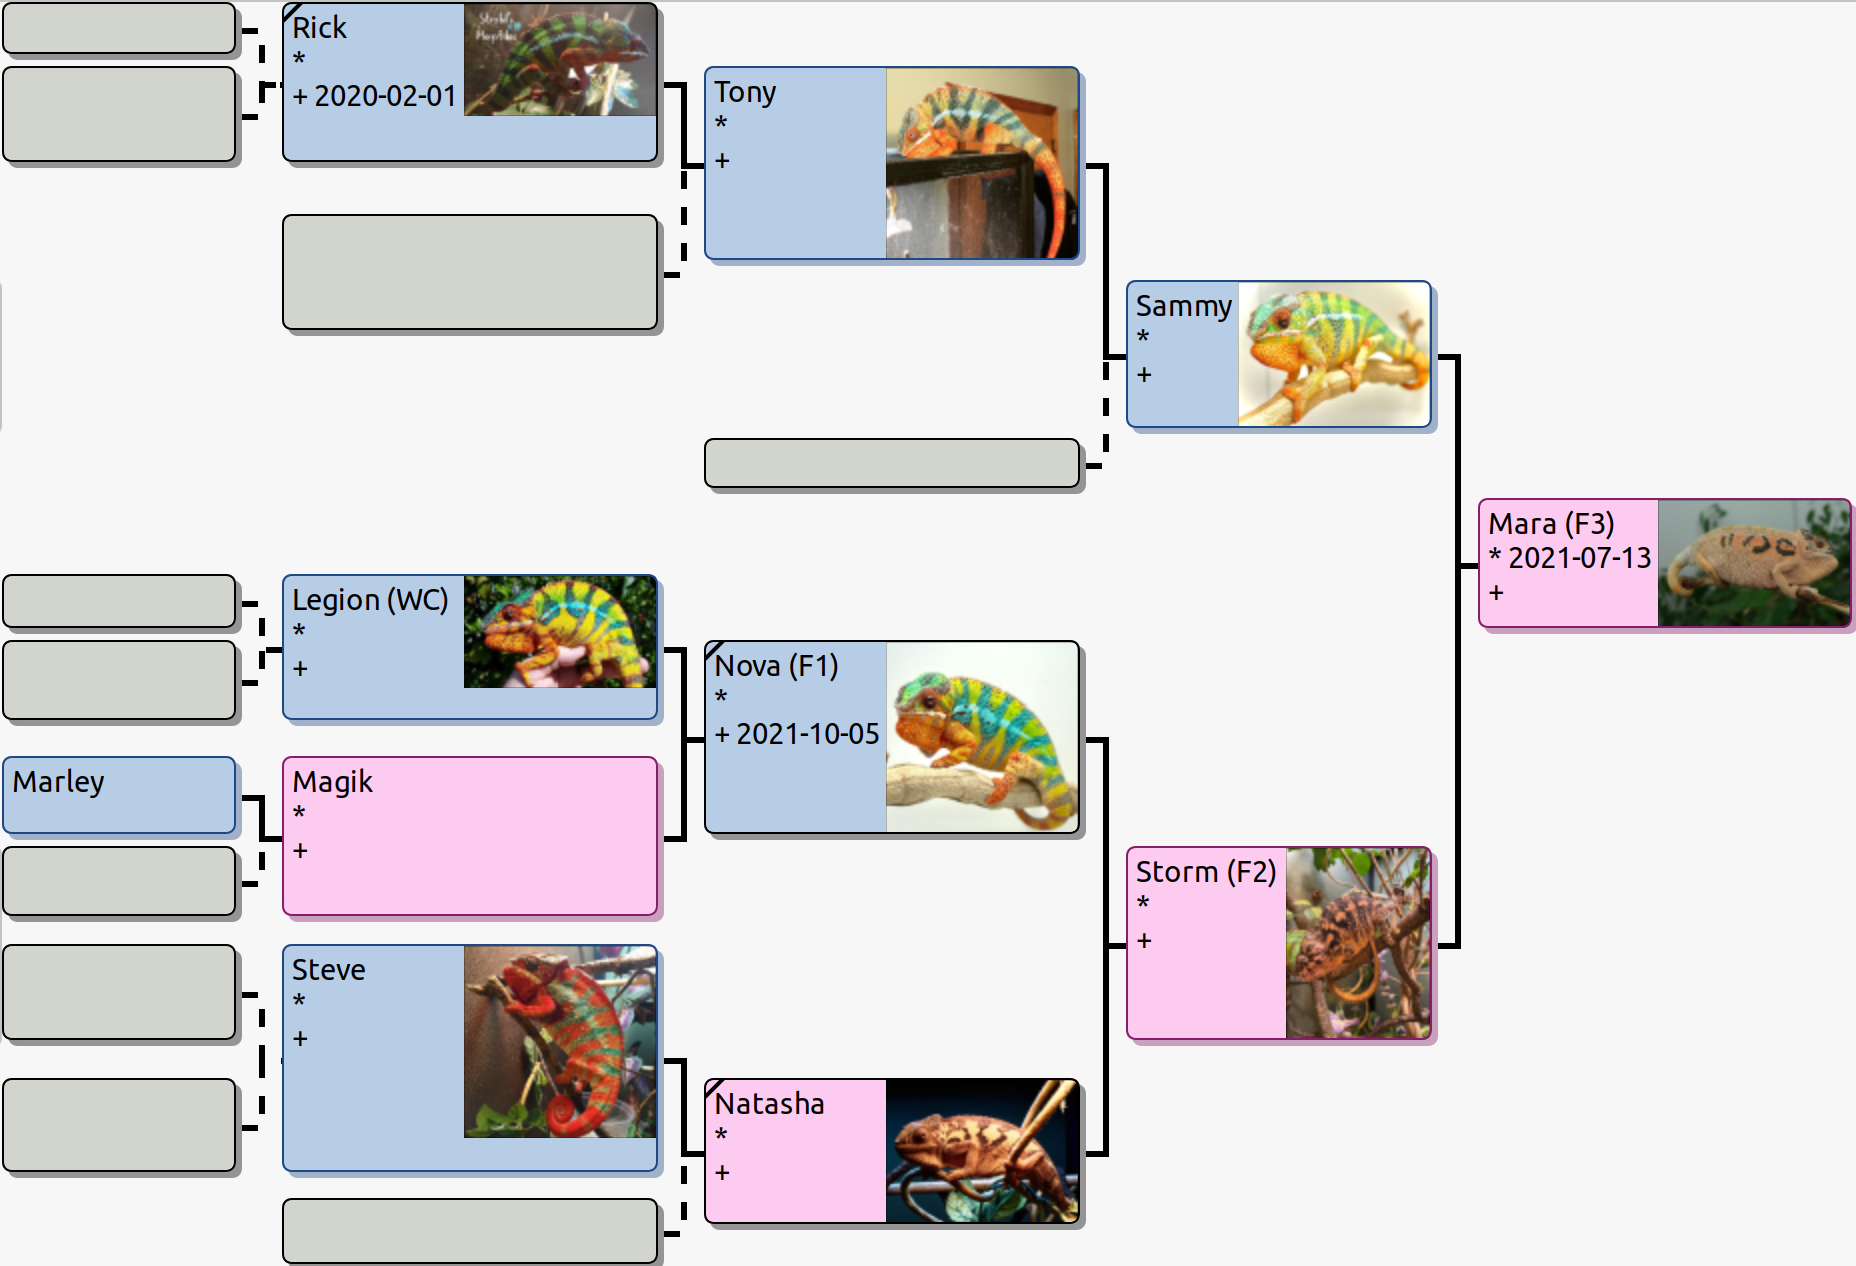 Rick
*
+ 2020-02-01
Tony
*
+
Sammy
*
+
Mara (F3)
* 2021-07-13
+
Legion (WC)
*
+
Nova (F1)
*
+ 2021-10-05
Marley
Magik
*
+
Storm (F2)
*
+
Steve
*
+
Natasha
*
+